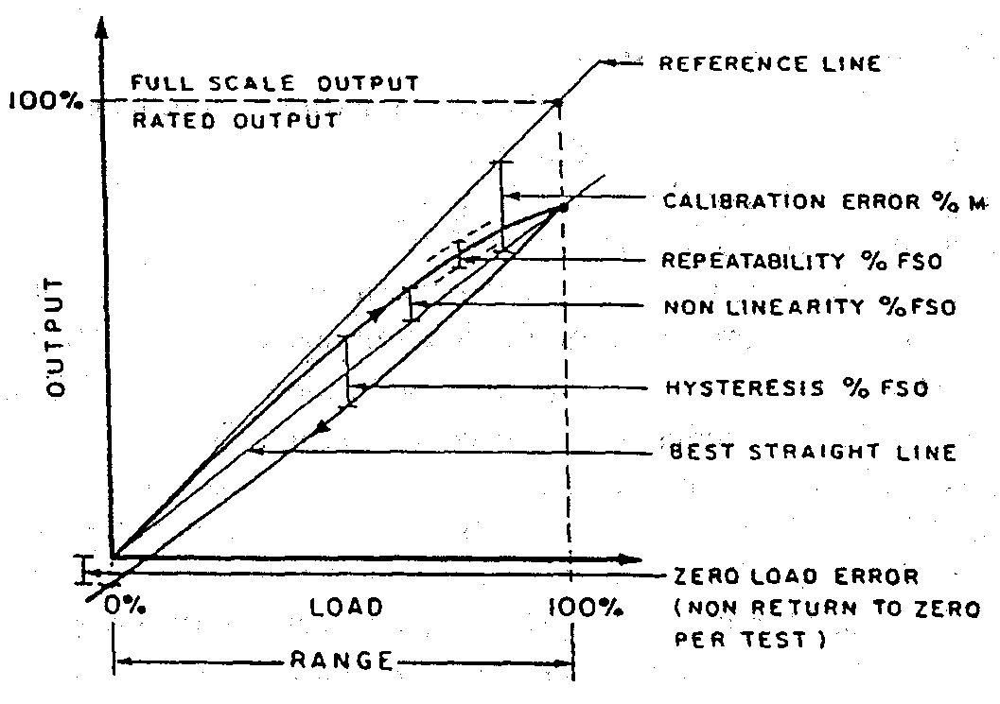 REFERENCE LINE
FULL SCALE OUTPUT
100%
RATED OUTPUT
CALIBRATION ERROR % M
REPEATABILITY % FSO
NON LINEARITY % FSO
OUTPUT
HYSTERESIS % FSO
BEST STRAIGHT LINE
ZERO LOAD ERROR
(NON RETURN TO ZERO
PER TEST)
0%
LOAD
100%
RANGE